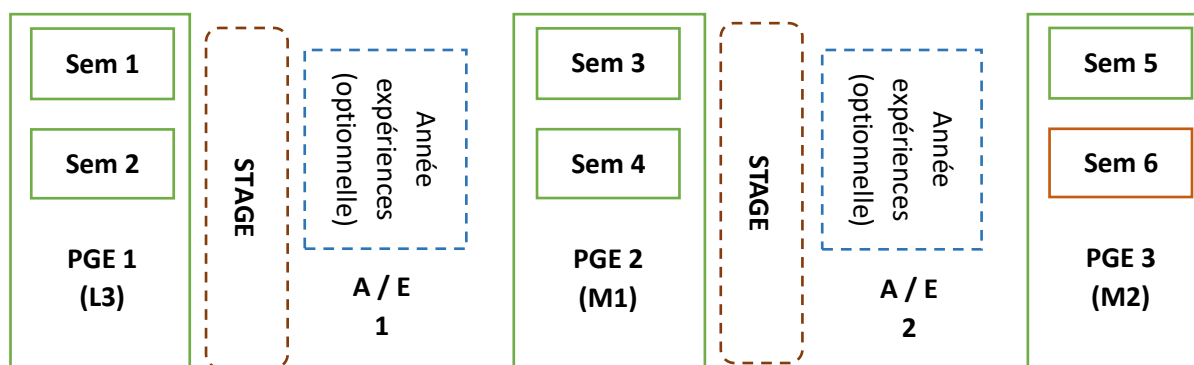 Sem 1
Sem 2
PGE 1
(L3)
STAGE
Année
expériences
(optionnelle)
A / E
1
Sem 3
Sem 4
PGE 2
(M1)
STAGE
Année
expériences
(optionnelle)
A / E
2
Sem 5
Sem 6
PGE 3
(M2)